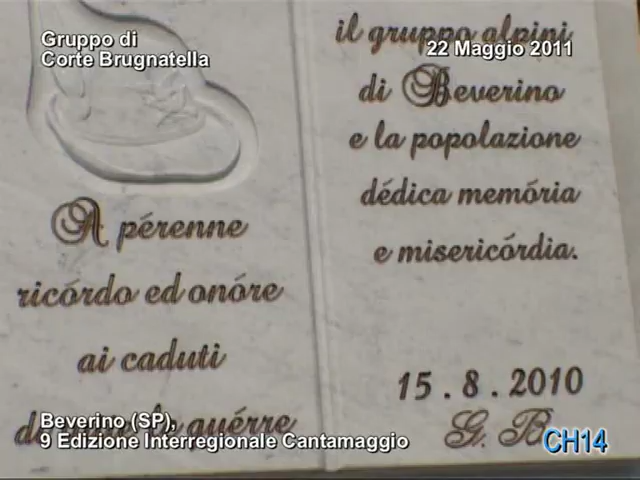 Gruppo di
Corte Brugnatella
22 Maggio 2011
A pérenne
ricórdo ed onóre
ai caduti
guérre
il gruppo alpini
di Beverino
e la popolazione
dédica memória
e misericórdia.
15.8.2010
G. B
Beverino (SP),
9 Edizione Interregionale Cantamaggio
CH14